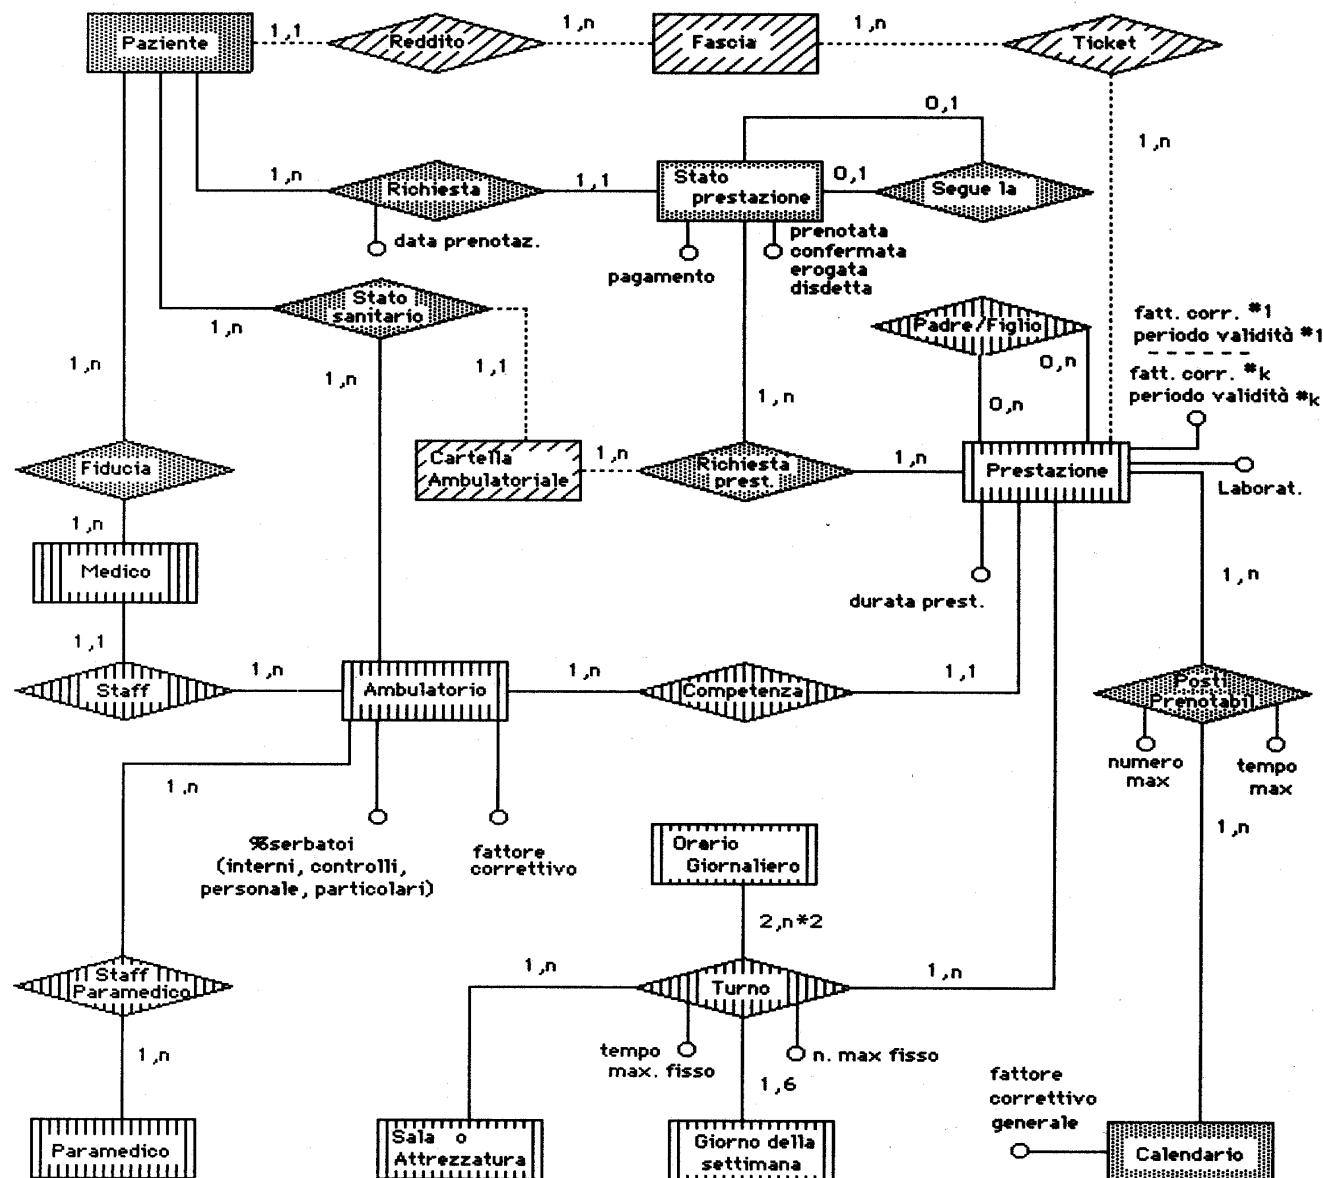 Paziente
1,1
Reddito
1,n
Fascia
1,n
Ticket
0,1
1,n
1,n
Richiesta
1,1
Stato
prestazione
0,1
Segue la
data prenotaz.
pagamento
prenotata
confermata
erogata
disdetta
Stato
sanitario
1,n
Padre/Figlio
fatt. corr. *1
periodo validità *1
fatt. corr. *k
periodo validità *k
1,n
1,n
1,1
0,n
1,n
0,n
Fiducia
Cartella
Ambulatoriale
1,n
Richiesta
prest.
1,n
Prestazione
Laborat.
1,n
Medico
durata prest.
1,n
1,1
Staff
1,n
Ambulatorio
1,n
Competenza
1,1
Posti
Prenotabil
numero
max
tempo
max
1,n
1,n
%serbatoi
(interni, controlli,
personale, particolari)
fattore
correttivo
Orario
Giornaliero
2,n*2
Staff
Paramedico
1,n
Turno
1,n
1,n
tempo
max. fisso
n. max fisso
1,6
fattore
correttivo
generale
Paramedico
Sala o
Attrezzatura
Giorno della
settimana
Calendario